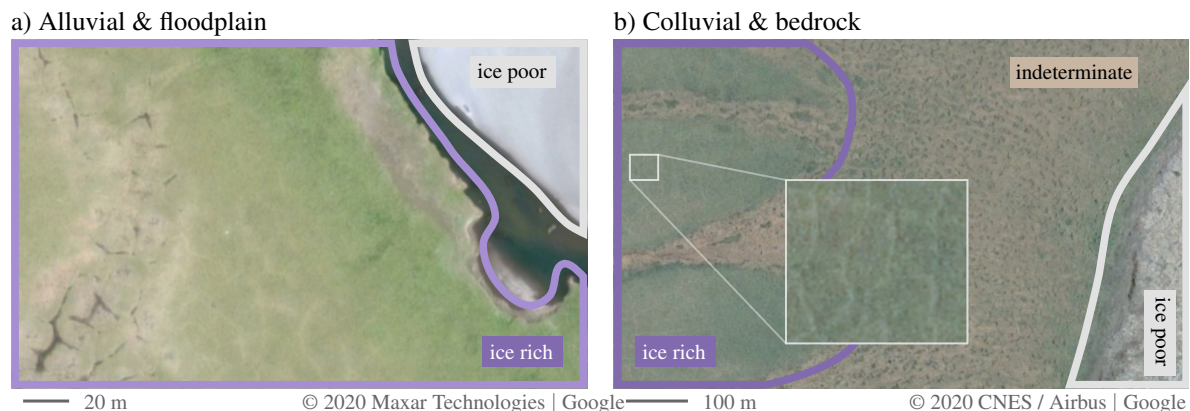 a) Alluvial & floodplain
ice poor
ice rich
20 m
© 2020 Maxar Technologies | Google
b) Colluvial & bedrock
indeterminate
ice rich
ice poor
100 m
© 2020 CNES / Airbus | Google